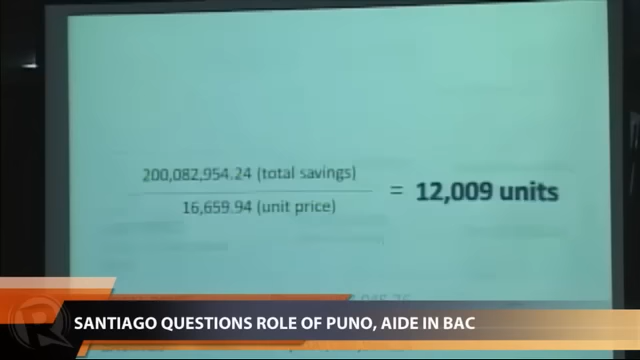 200,082,954.24 (total savings)
16,659.94 (unit price)
= 12,009 units
SANTIAGO QUESTIONS ROLE OF PUNO, AIDE IN BAC